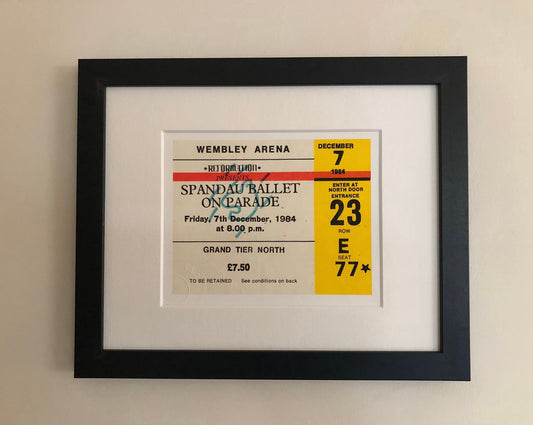 WEMBLEY ARENA
• REFORMATION •
PRESENTS
SPANDAU BALLET
ON PARADE
Friday, 7th December, 1984
at 8.00 p.m.
GRAND TIER NORTH
£7.50
TO BE RETAINED See conditions on back
DECEMBER
7
1984
ENTER AT
NORTH DOOR
ENTRANCE
23
ROW
E
SEAT
77★